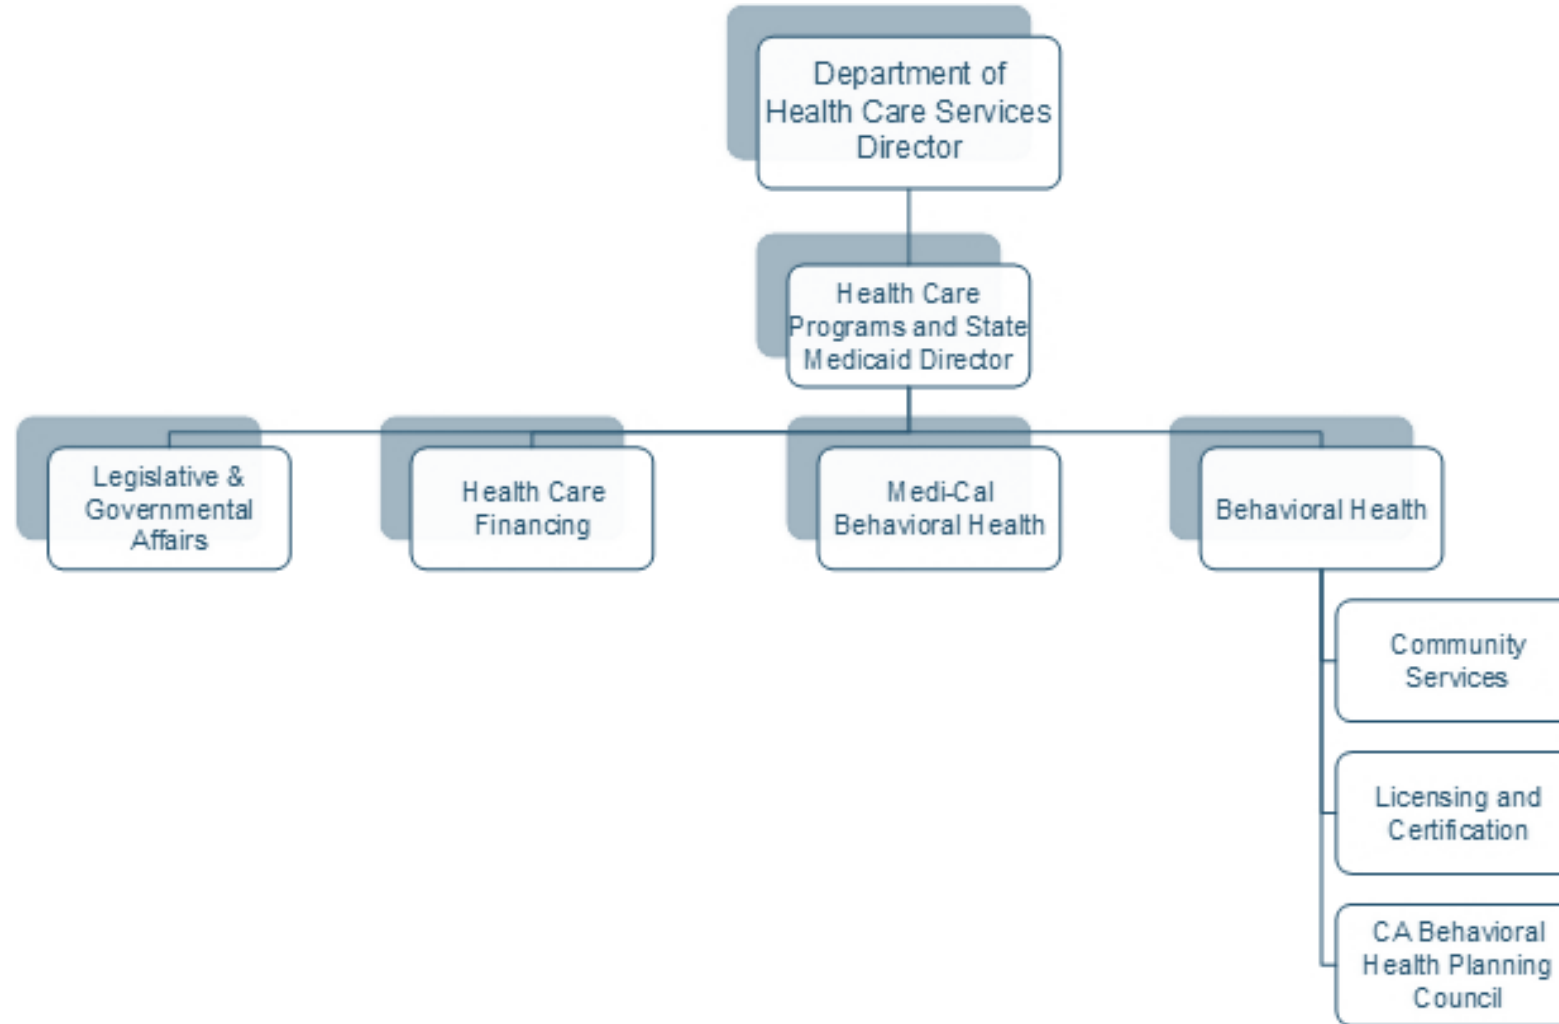 Department of
Health Care Services
Director
Health Care
Programs and State
Medicaid Director
Legislative &
Governmental
Affairs
Health Care
Financing
Medi-Cal
Behavioral Health
Behavioral Health
Community
Services
Licensing and
Certification
CA Behavioral
Health Planning
Council